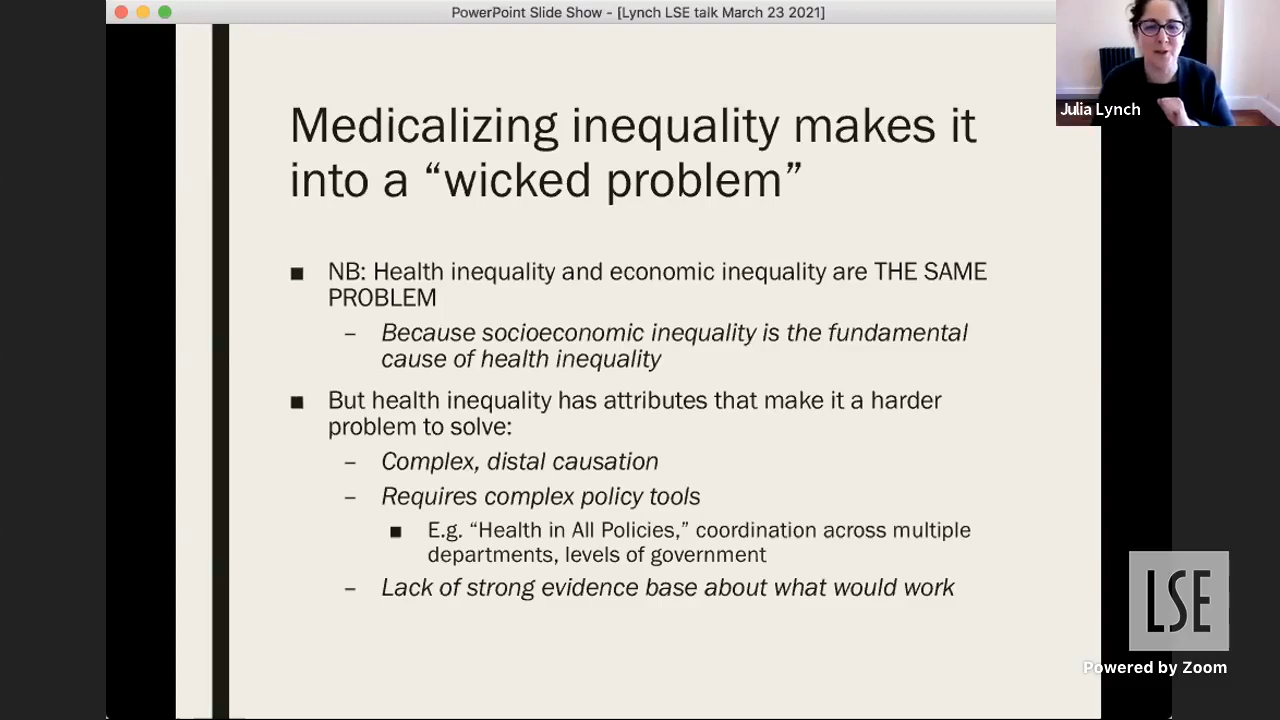 PowerPoint Slide Show - [Lynch LSE talk March 23 2021]
Julia Lynch
Medicalizing inequality makes it
into a “wicked problem”
■ NB: Health inequality and economic inequality are THE SAME
PROBLEM
– Because socioeconomic inequality is the fundamental
cause of health inequality
■ But health inequality has attributes that make it a harder
problem to solve:
– Complex, distal causation
– Requires complex policy tools
■ E.g. “Health in All Policies,” coordination across multiple
departments, levels of government
– Lack of strong evidence base about what would work
LSE
Powered by Zoom